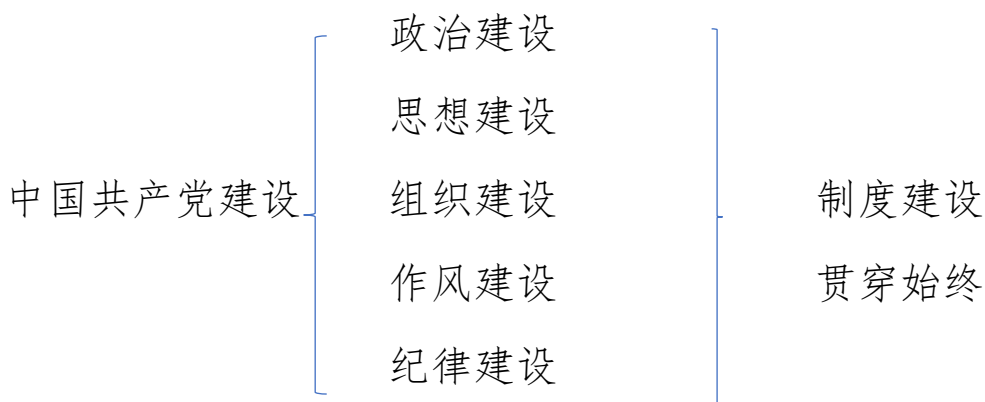 政治建设
思想建设
中国共产党建设
组织建设
制度建设
作风建设
贯穿始终
纪律建设